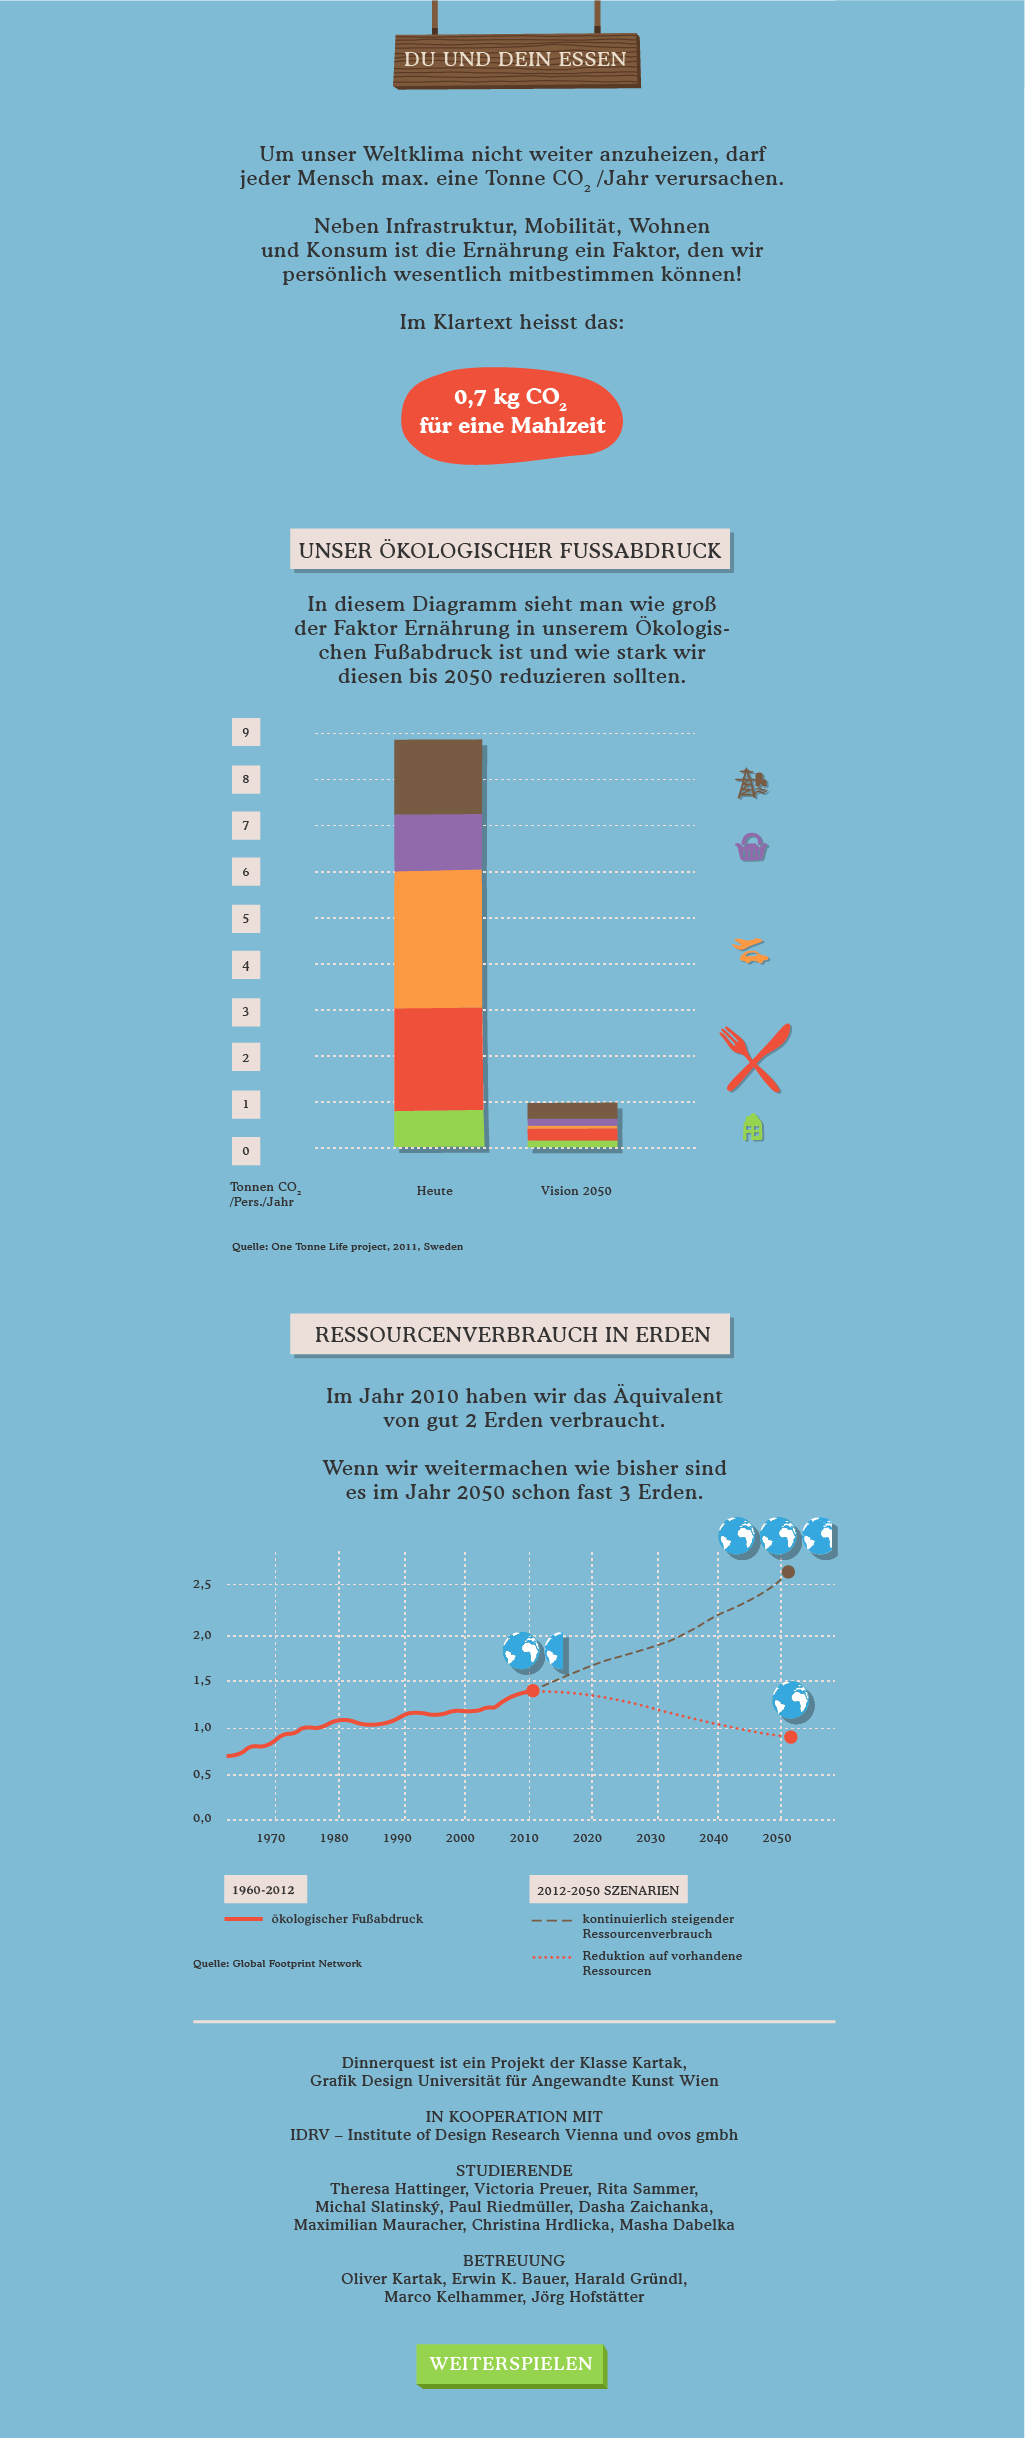 DU UND DEIN ESSEN
Um unser Weltklima nicht weiter anzuheizen, darf
jeder Mensch max. eine Tonne CO₂ /Jahr verursachen.
Neben Infrastruktur, Mobilität, Wohnen
und Konsum ist die Ernährung ein Faktor, den wir
persönlich wesentlich mitbestimmen können!
Im Klartext heisst das:
0,7 kg CO₂
für eine Mahlzeit
UNSER ÖKOLOGISCHER FUSSABDRUCK
In diesem Diagramm sieht man wie groß
der Faktor Ernährung in unserem Ökologis-
chen Fußabdruck ist und wie stark wir
diesen bis 2050 reduzieren sollten.
9
8
7
6
5
4
3
2
1
0
Tonnen CO₂
/Pers./Jahr
Heute
Vision 2050
Quelle: One Tonne Life project, 2011, Sweden
RESSOURCENVERBRAUCH IN ERDEN
Im Jahr 2010 haben wir das Äquivalent
von gut 2 Erden verbraucht.
Wenn wir weitermachen wie bisher sind
es im Jahr 2050 schon fast 3 Erden.
2,5
2,0
1,5
1,0
0,5
0,0
1970 1980 1990 2000 2010 2020 2030 2040 2050
1960-2012
ökologischer Fußabdruck
Quelle: Global Footprint Network
2012-2050 SZENARIEN
kontinuierlich steigender
Ressourcenverbrauch
Reduktion auf vorhandene
Ressourcen
Dinnerquest ist ein Projekt der Klasse Kartak,
Grafik Design Universität für Angewandte Kunst Wien
IN KOOPERATION MIT
IDRV – Institute of Design Research Vienna und ovos gmbh
STUDIERENDE
Theresa Hattinger, Victoria Preuer, Rita Sammer,
Michal Slatinský, Paul Riedmüller, Dasha Zaichanka,
Maximilian Mauracher, Christina Hrdlicka, Masha Dabelka
BETREUUNG
Oliver Kartak, Erwin K. Bauer, Harald Gründl,
Marco Kelhammer, Jörg Hofstätter
WEITERSPIELEN